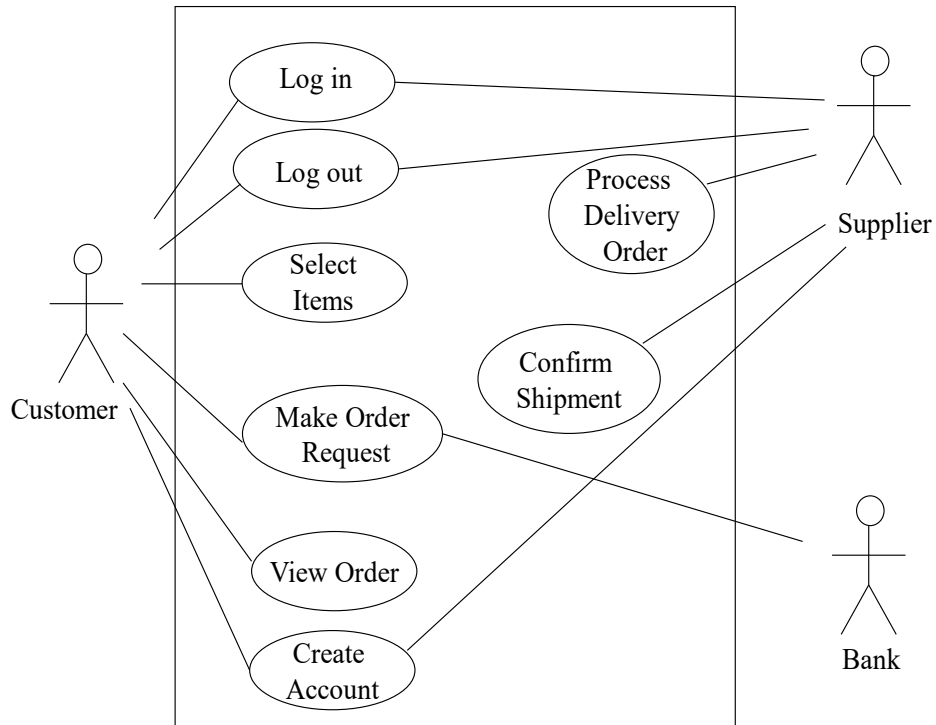 Log in
Log out
Process
Delivery
Order
Supplier
Select
Items
Customer
Confirm
Shipment
Make Order
Request
View Order
Create
Account
Bank